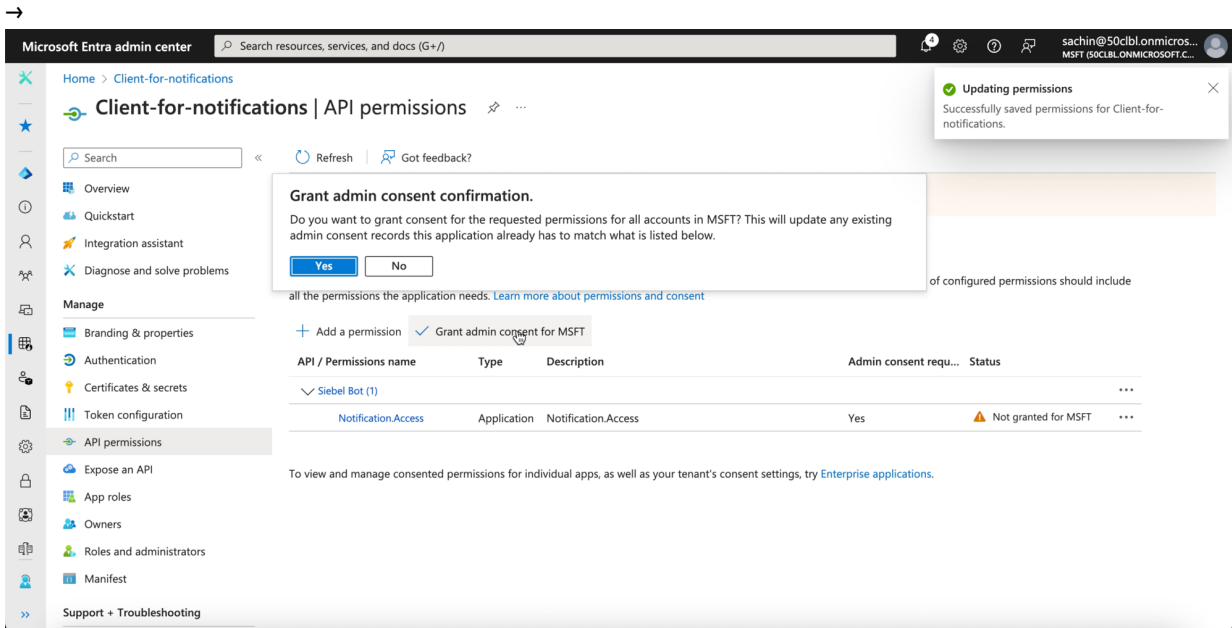 →
Microsoft Entra admin center
Search resources, services, and docs (G+/)
4
sachin@50clbl.onmicros...
MSFT (50CLBL.ONMICROSOFT.C...
Home > Client-for-notifications
Client-for-notifications | API permissions
...
Updating permissions
Successfully saved permissions for Client-for-
notifications.
Search
«
Refresh
Got feedback?
Overview
Quickstart
Integration assistant
Diagnose and solve problems
Manage
Branding & properties
Authentication
Certificates & secrets
Token configuration
API permissions
Expose an API
App roles
Owners
Roles and administrators
Manifest
Support + Troubleshooting
»
Grant admin consent confirmation.
Do you want to grant consent for the requested permissions for all accounts in MSFT? This will update any existing
admin consent records this application already has to match what is listed below.
Yes No
of configured permissions should include
all the permissions the application needs. Learn more about permissions and consent
Add a permission Grant admin consent for MSFT
API / Permissions name Type Description Admin consent requ... Status
Siebel Bot (1) ...
Notification.Access Application Notification.Access Yes Not granted for MSFT ...
To view and manage consented permissions for individual apps, as well as your tenant's consent settings, try Enterprise applications.